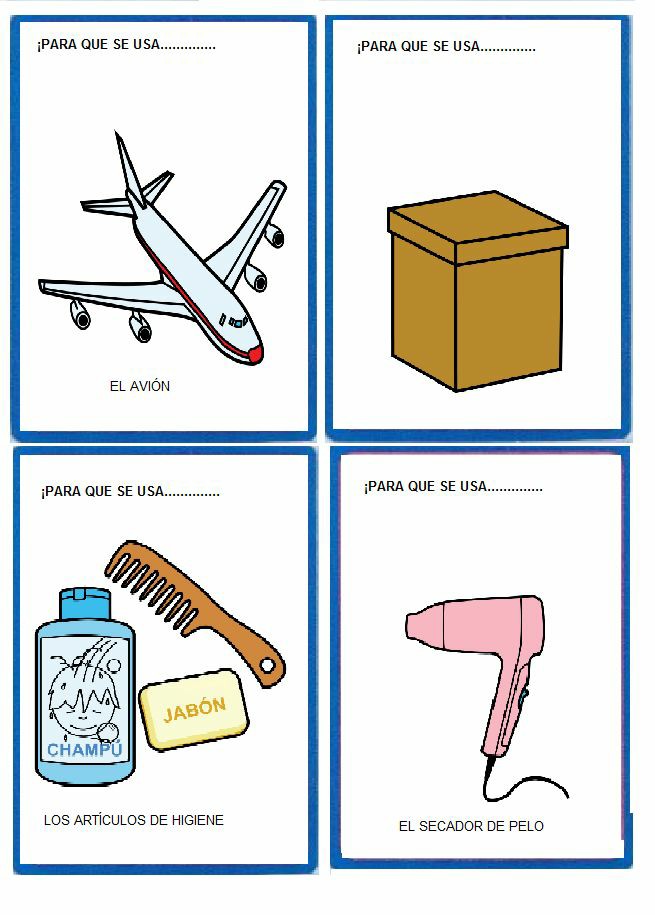 ¡PARA QUE SE USA..............
EL AVIÓN
¡PARA QUE SE USA..............
¡PARA QUE SE USA..............
CHAMPÚ
JABÓN
LOS ARTÍCULOS DE HIGIENE
¡PARA QUE SE USA..............
EL SECADOR DE PELO